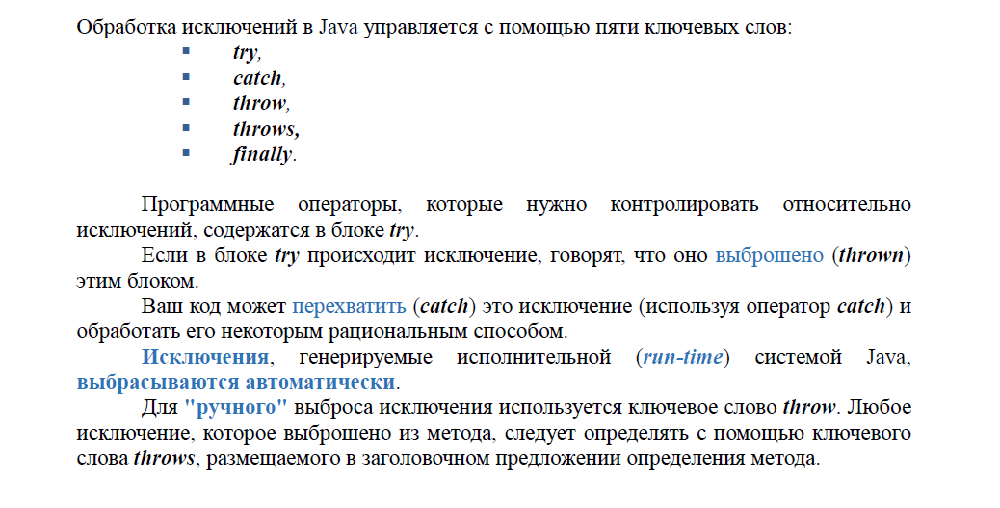 Обработка исключений в Java управляется с помощью пяти ключевых слов:
▪ try,
▪ catch,
▪ throw,
▪ throws,
▪ finally.
Программные операторы, которые нужно контролировать относительно
исключений, содержатся в блоке try.
Если в блоке try происходит исключение, говорят, что оно выброшено (thrown)
этим блоком.
Ваш код может перехватить (catch) это исключение (используя оператор catch) и
обработать его некоторым рациональным способом.
Исключения, генерируемые исполнительной (run-time) системой Java,
выбрасываются автоматически.
Для "ручного" выброса исключения используется ключевое слово throw. Любое
исключение, которое выброшено из метода, следует определять с помощью ключевого
слова throws, размещаемого в заголовочном предложении определения метода.